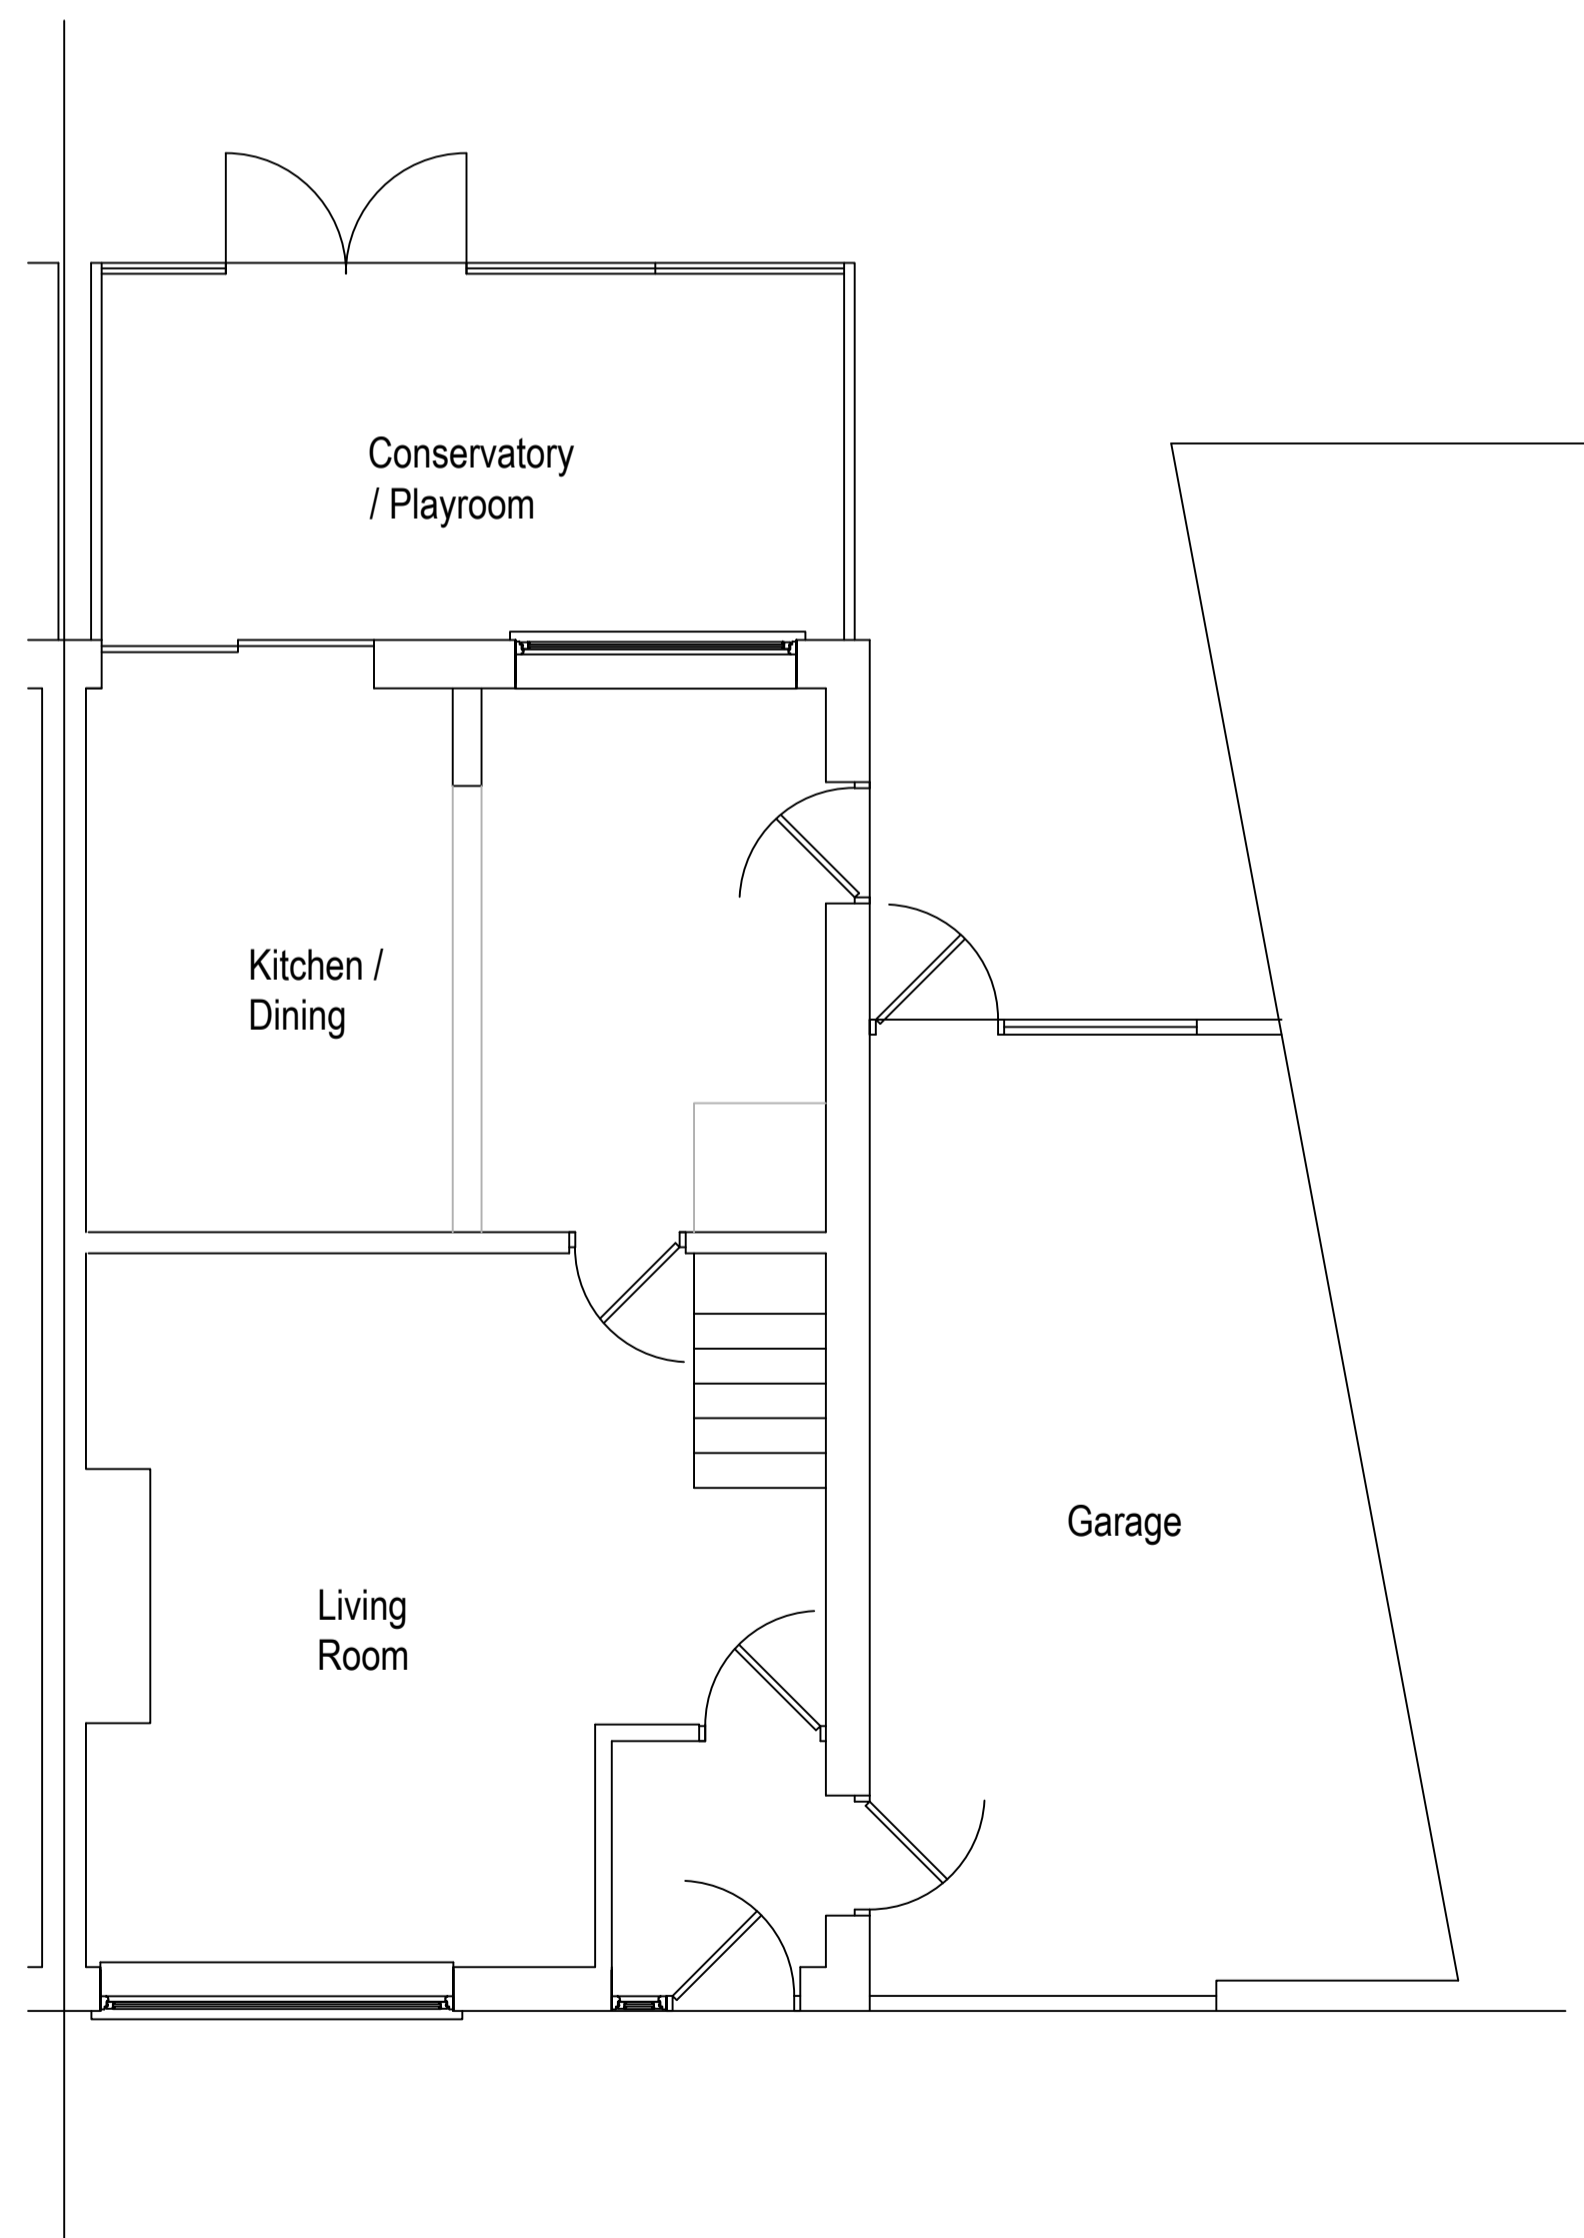 Conservatory
/ Playroom
Kitchen /
Dining
Garage
Living
Room